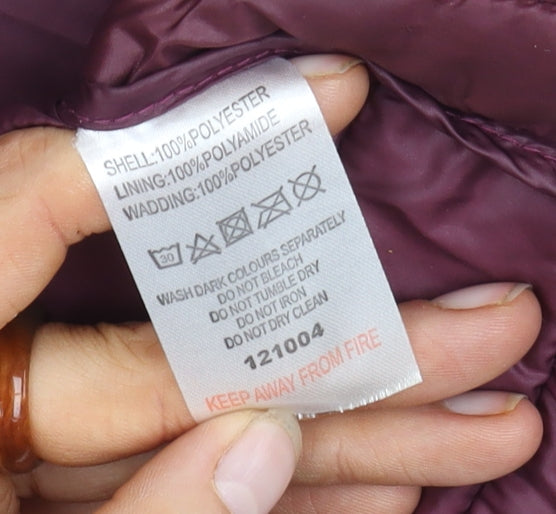 SHELL:100%POLYESTER
LINING:100%POLYAMIDE
WADDING:100%POLYESTER
30
WASH DARK COLOURS SEPARATELY
DO NOT BLEACH
DO NOT TUMBLE DRY
DO NOT IRON
DO NOT DRY CLEAN
121004
KEEP AWAY FROM FIRE